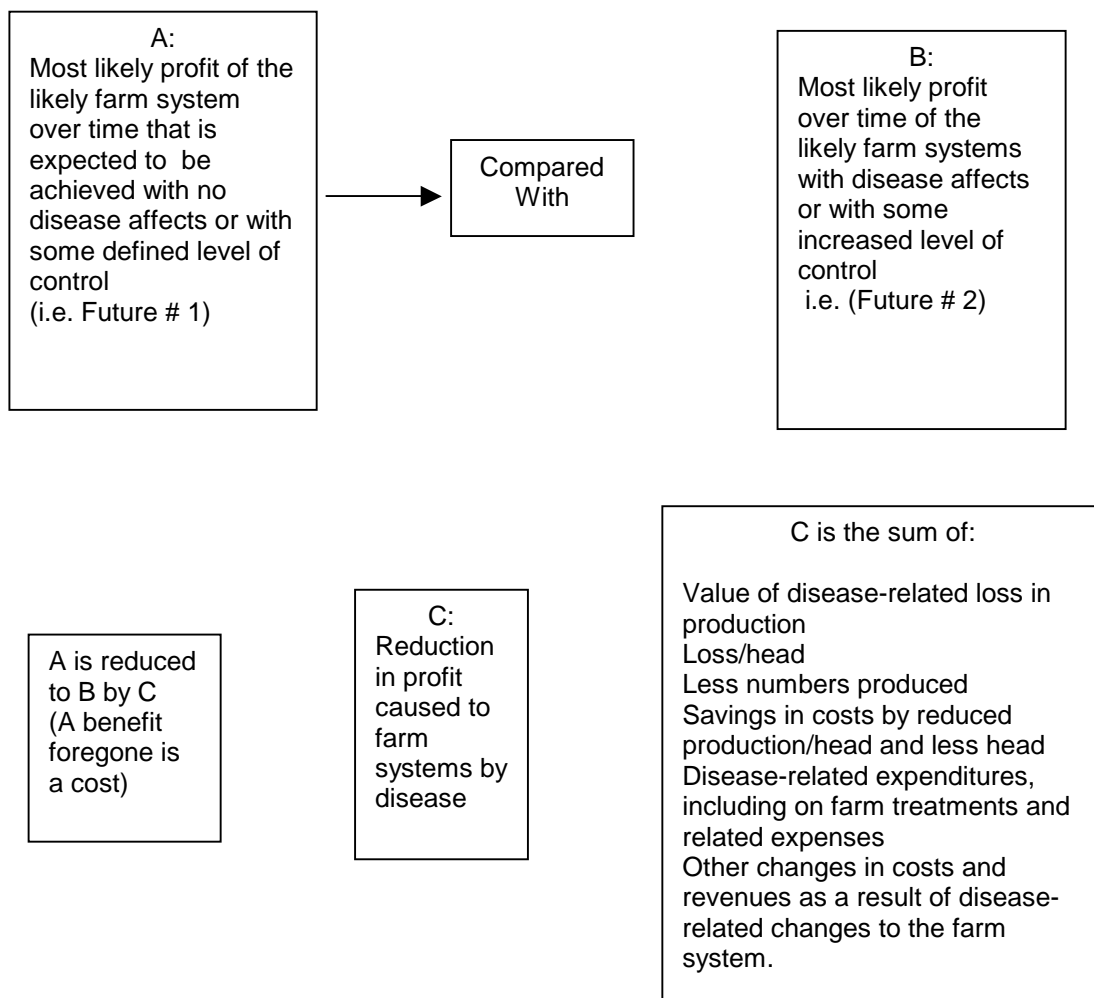 A:
Most likely profit of the
likely farm system
over time that is
expected to be
achieved with no
disease affects or with
some defined level of
control
(i.e. Future # 1)
Compared
With
B:
Most likely profit
over time of the
likely farm systems
with disease affects
or with some
increased level of
control
i.e. (Future # 2)
A is reduced
to B by C
(A benefit
foregone is
a cost)
C:
Reduction
in profit
caused to
farm
systems by
disease
C is the sum of:
Value of disease-related loss in
production
Loss/head
Less numbers produced
Savings in costs by reduced
production/head and less head
Disease-related expenditures,
including on farm treatments and
related expenses
Other changes in costs and
revenues as a result of disease-
related changes to the farm
system.